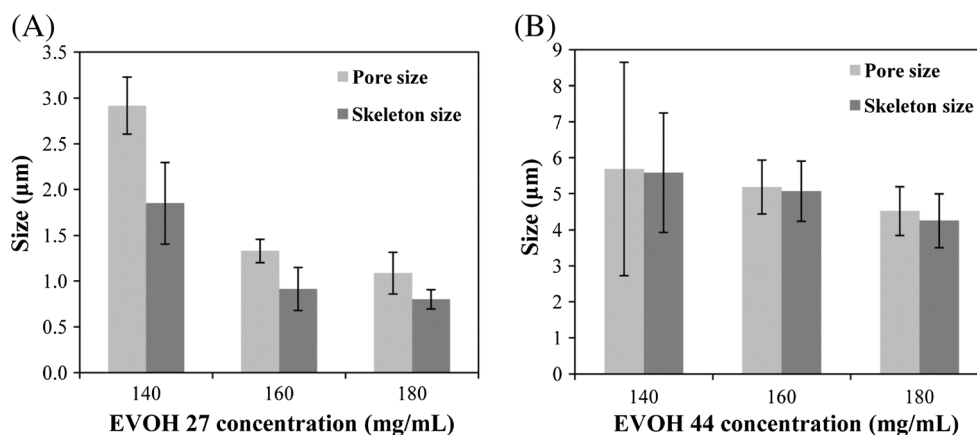 (A)
3.5
3.0
2.5
2.0
1.5
1.0
0.5
0.0
Size (µm)
Pore size
Skeleton size
140 160 180
EVOH 27 concentration (mg/mL)
(B)
9
8
7
6
5
4
3
2
1
0
Size (µm)
Pore size
Skeleton size
140 160 180
EVOH 44 concentration (mg/mL)